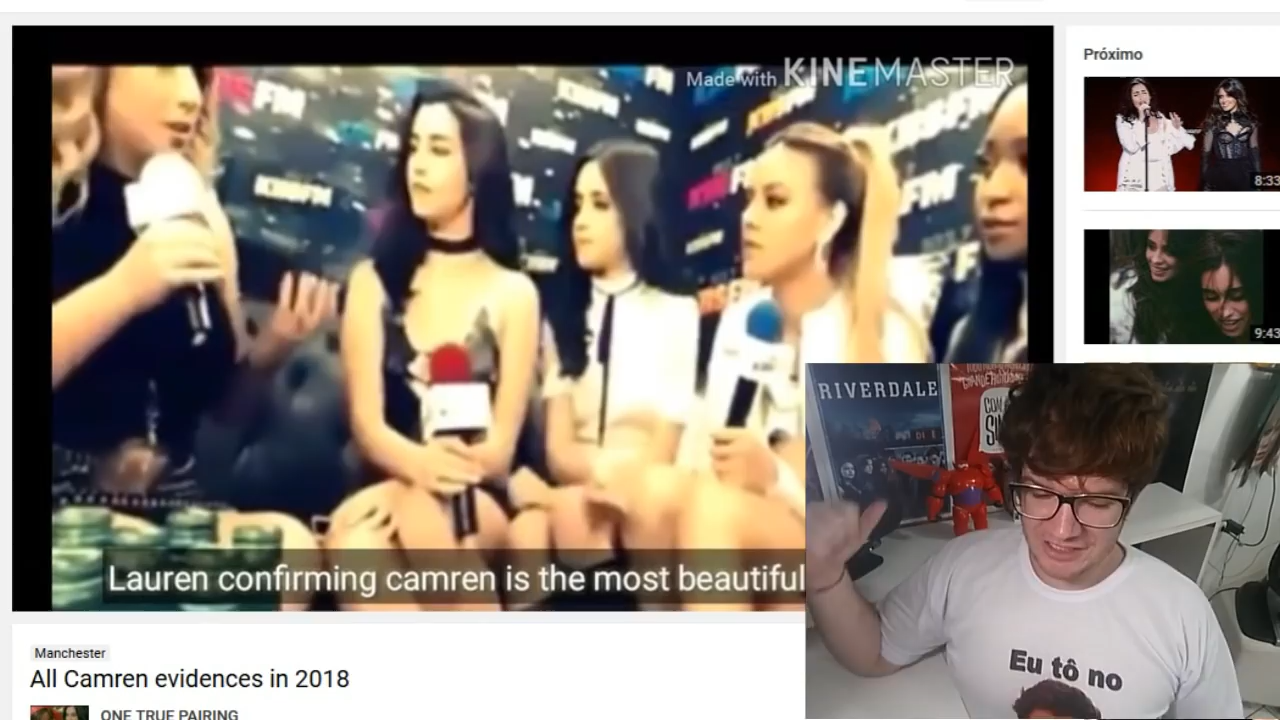 Próximo
Made with KINEMASTER
8:33
9:43
KIISFM
RIVERDALE
Lauren confirming camren is the most beautiful
Eu tô no
Manchester
All Camren evidences in 2018
ONE TRUE PAIRING